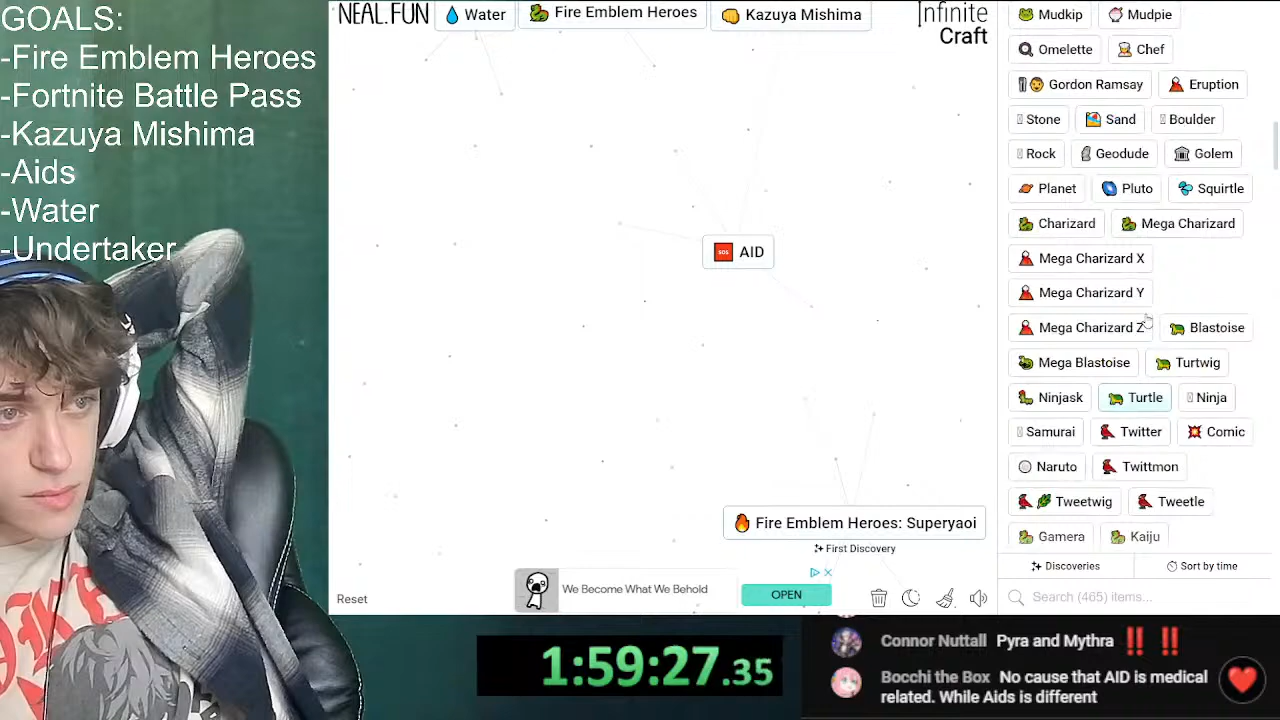 GOALS:
-Fire Emblem Heroes
-Fortnite Battle Pass
-Kazuya Mishima
-Aids
-Water
-Undertaker
NEAL.FUN
Water
Fire Emblem Heroes
Kazuya Mishima
Infinite
Craft
SOS
AID
Fire Emblem Heroes: Superyaoi
First Discovery
We Become What We Behold
OPEN
Reset
Mudkip Mudpie
Omelette Chef
Gordon Ramsay Eruption
Stone Sand Boulder
Rock Geodude Golem
Planet Pluto Squirtle
Charizard Mega Charizard
Mega Charizard X
Mega Charizard Y
Mega Charizard Z Blastoise
Mega Blastoise Turtwig
Ninjask Turtle Ninja
Samurai Twitter Comic
Naruto Twittmon
Tweetwig Tweetle
Gamera Kaiju
Discoveries Sort by time
Search (465) items...
1:59:27.35
Connor Nuttall Pyra and Mythra ‼️ ‼️
Bocchi the Box No cause that AID is medical
related. While Aids is different